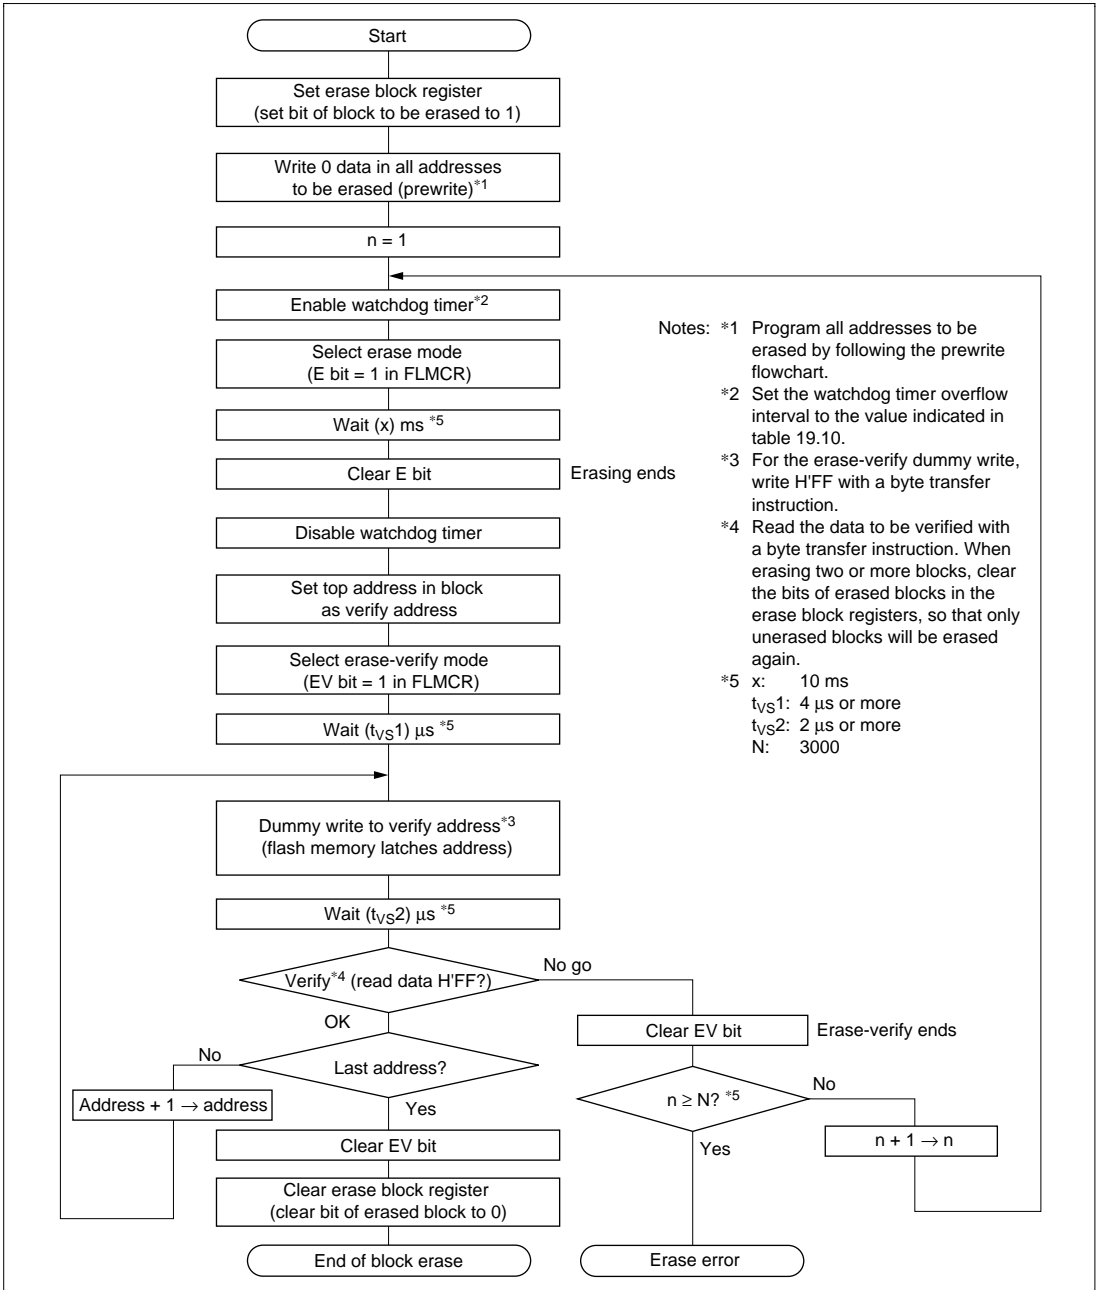 Start
Set erase block register
(set bit of block to be erased to 1)
Write 0 data in all addresses
to be erased (prewrite)*1
n = 1
Enable watchdog timer*2
Select erase mode
(E bit = 1 in FLMCR)
Wait (x) ms *5
Clear E bit
Erasing ends
Disable watchdog timer
Set top address in block
as verify address
Select erase-verify mode
(EV bit = 1 in FLMCR)
Wait (tVS1) μs *5
Dummy write to verify address*3
(flash memory latches address)
Wait (tVS2) μs *5
Verify*4 (read data H'FF?)
No go
OK
Clear EV bit
Erase-verify ends
Last address?
No
Address + 1 → address
Yes
n ≥ N? *5
No
n + 1 → n
Yes
Clear EV bit
Clear erase block register
(clear bit of erased block to 0)
End of block erase
Erase error
Notes: *1 Program all addresses to be
erased by following the prewrite
flowchart.
*2 Set the watchdog timer overflow
interval to the value indicated in
table 19.10.
*3 For the erase-verify dummy write,
write H'FF with a byte transfer
instruction.
*4 Read the data to be verified with
a byte transfer instruction. When
erasing two or more blocks, clear
the bits of erased blocks in the
erase block registers, so that only
unerased blocks will be erased
again.
*5 x: 10 ms
tVS1: 4 μs or more
tVS2: 2 μs or more
N: 3000